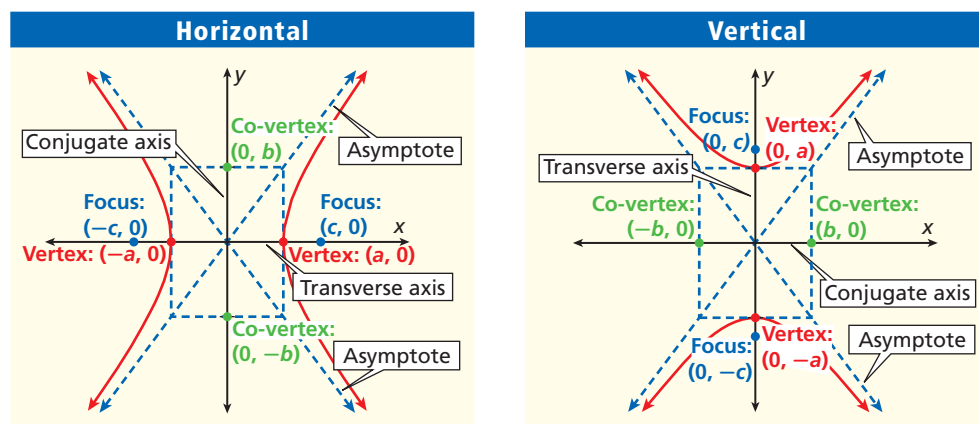 Horizontal
y
Co-vertex:
(0, b)
Conjugate axis
Asymptote
Focus:
(−c, 0)
Focus:
(c, 0)
x
Vertex: (−a, 0)
Vertex: (a, 0)
Transverse axis
Co-vertex:
(0, −b)
Asymptote
Vertical
y
Focus:
(0, c)
Vertex:
(0, a)
Asymptote
Transverse axis
Co-vertex:
(−b, 0)
Co-vertex:
(b, 0)
x
Conjugate axis
Focus:
(0, −c)
Vertex:
(0, −a)
Asymptote